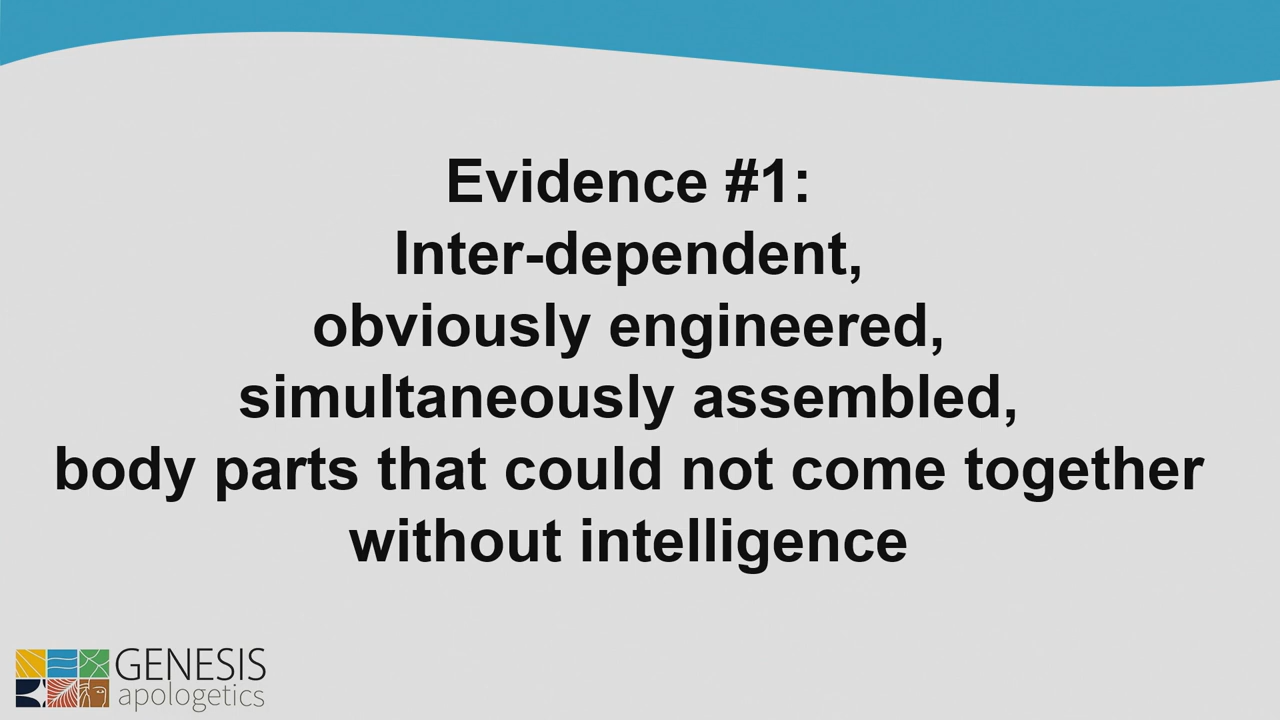 Evidence #1:
Inter-dependent,
obviously engineered,
simultaneously assembled,
body parts that could not come together
without intelligence
GENESIS
apologetics